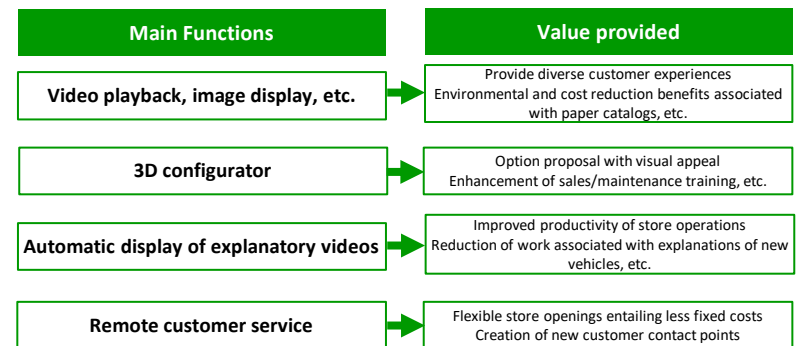 Main Functions
Value provided
Video playback, image display, etc.
Provide diverse customer experiences
Environmental and cost reduction benefits associated
with paper catalogs, etc.
3D configurator
Option proposal with visual appeal
Enhancement of sales/maintenance training, etc.
Automatic display of explanatory videos
Improved productivity of store operations
Reduction of work associated with explanations of new
vehicles, etc.
Remote customer service
Flexible store openings entailing less fixed costs
Creation of new customer contact points